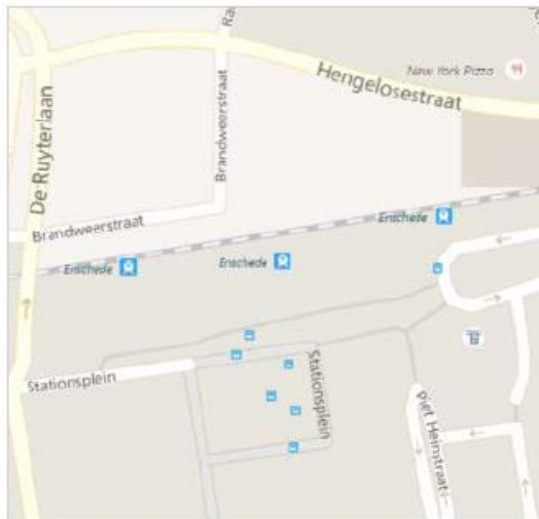 New York Pizza
Hengelosestraat
De Ruyterlaan
Brandweerstraat
Brandweerstraat
Enschede
Enschede
Enschede
Stationsplein
Stationsplein
Piet Heinstraat